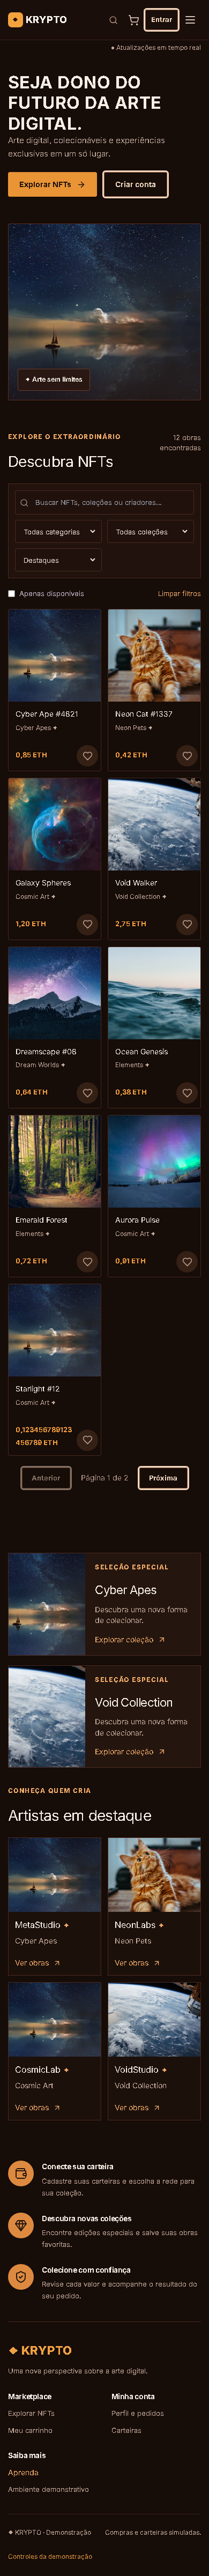 KRYPTO
Entrar
Atualizações em tempo real
SEJA DONO DO
FUTURO DA ARTE
DIGITAL.
Arte digital, colecionáveis e experiências
exclusivas em um só lugar.
Explorar NFTs →
Criar conta
✦ Arte sem limites
EXPLORE O EXTRAORDINÁRIO
Descubra NFTs
12 obras
encontradas
Buscar NFTs, coleções ou criadores...
Todas categorias
Todas coleções
Destaques
Apenas disponíveis
Limpar filtros
Cyber Ape #4821
Cyber Apes ✦
0,85 ETH
Neon Cat #1337
Neon Pets ✦
0,42 ETH
Galaxy Spheres
Cosmic Art ✦
1,20 ETH
Void Walker
Void Collection ✦
2,75 ETH
Dreamscape #08
Dream Worlds ✦
0,64 ETH
Ocean Genesis
Elements ✦
0,38 ETH
Emerald Forest
Elements ✦
0,72 ETH
Aurora Pulse
Cosmic Art ✦
0,91 ETH
Starlight #12
Cosmic Art ✦
0,123456789123
456789 ETH
Anterior
Página 1 de 2
Próxima
SELEÇÃO ESPECIAL
Cyber Apes
Descubra uma nova forma
de colecionar.
Explorar coleção ↗
SELEÇÃO ESPECIAL
Void Collection
Descubra uma nova forma
de colecionar.
Explorar coleção ↗
CONHEÇA QUEM CRIA
Artistas em destaque
MetaStudio ✦
Cyber Apes
Ver obras ↗
NeonLabs ✦
Neon Pets
Ver obras ↗
CosmicLab ✦
Cosmic Art
Ver obras ↗
VoidStudio ✦
Void Collection
Ver obras ↗
Conecte sua carteira
Cadastre suas carteiras e escolha a rede para
sua coleção.
Descubra novas coleções
Encontre edições especiais e salve suas obras
favoritas.
Colecione com confiança
Revise cada valor e acompanhe o resultado do
seu pedido.
◆ KRYPTO
Uma nova perspectiva sobre a arte digital.
Marketplace
Explorar NFTs
Meu carrinho
Minha conta
Perfil e pedidos
Carteiras
Saiba mais
Aprenda
Ambiente demonstrativo
◆ KRYPTO · Demonstração
Compras e carteiras simuladas.
Controles da demonstração